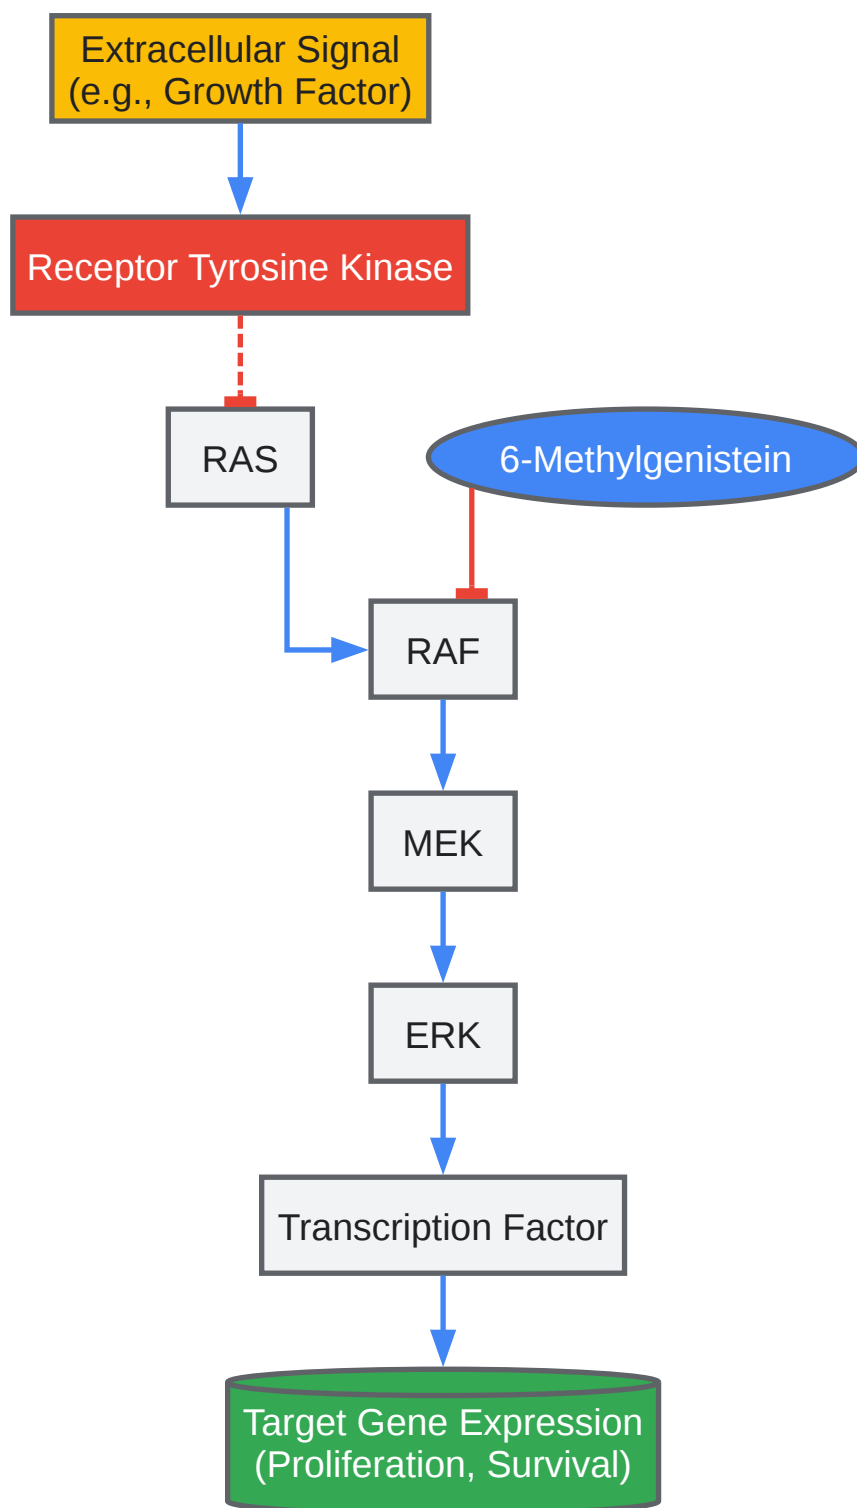 Extracellular Signal
(e.g., Growth Factor)
Receptor Tyrosine Kinase
RAS
6-Methylgenistein
RAF
MEK
ERK
Transcription Factor
Target Gene Expression
(Proliferation, Survival)